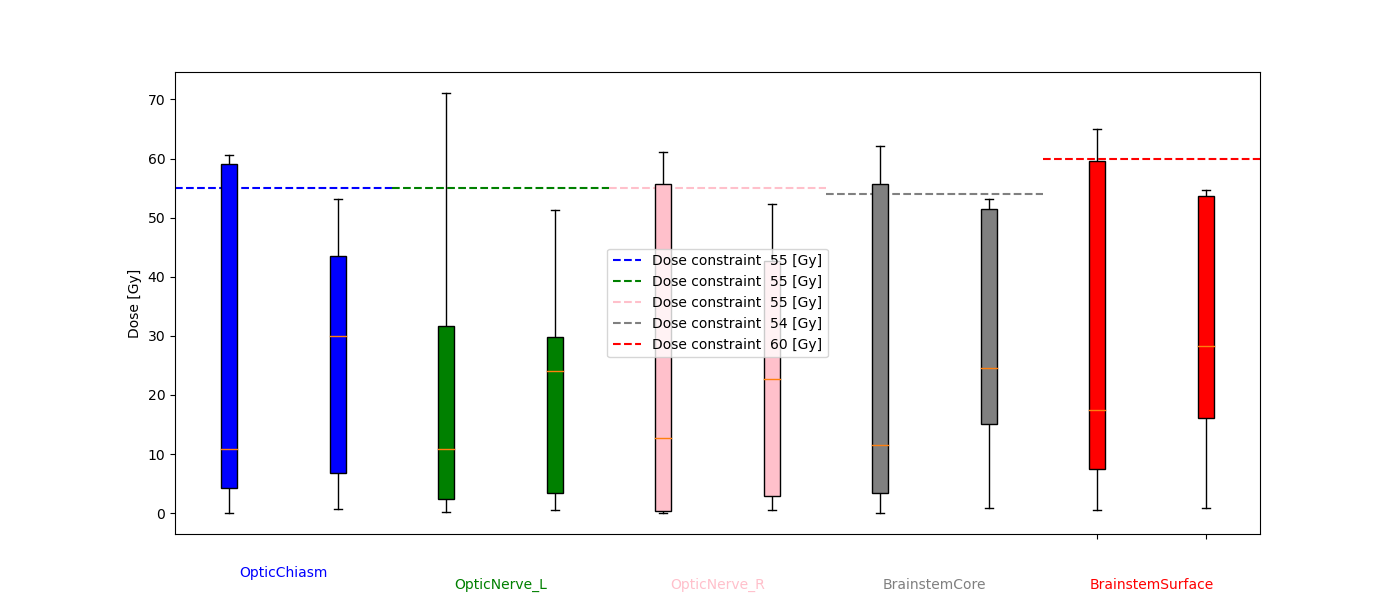 70
60
50
40
30
20
10
0
Dose [Gy]
Dose constraint 55 [Gy]
Dose constraint 55 [Gy]
Dose constraint 55 [Gy]
Dose constraint 54 [Gy]
Dose constraint 60 [Gy]
OpticChiasm
OpticNerve_L
OpticNerve_R
BrainstemCore
BrainstemSurface